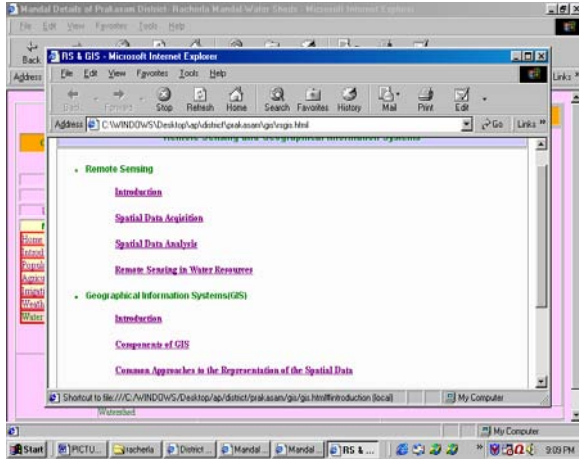 Mandal Details of Prakasam District- Racherla Mandal Water Sheds - Microsoft Internet Explorer
File Edit View Favorites Tools Help
Back
Address
Links »
RS & GIS - Microsoft Internet Explorer
File Edit View Favorites Tools Help
Back Forward Stop Refresh Home Search Favorites History Mail Print Edit
Address C:\WINDOWS\Desktop\ap\district\prakasam\gis\rsgis.html Go Links »
Remote Sensing and Geographical Information Systems
Remote Sensing
Introduction
Spatial Data Acqisition
Spatial Data Analysis
Remote Sensing in Water Resources
Geographical Information Systems(GIS)
Introduction
Components of GIS
Common Approaches to the Representation of the Spatial Data
Shortcut to file:///C:/WINDOWS/Desktop/ap/district/prakasam/gis/gis.html#introduction (local) My Computer
Home
Water
Watershed
My Computer
Start PICTU... racherla District ... Mandal... Mandal... RS & ... » 9:09 PM